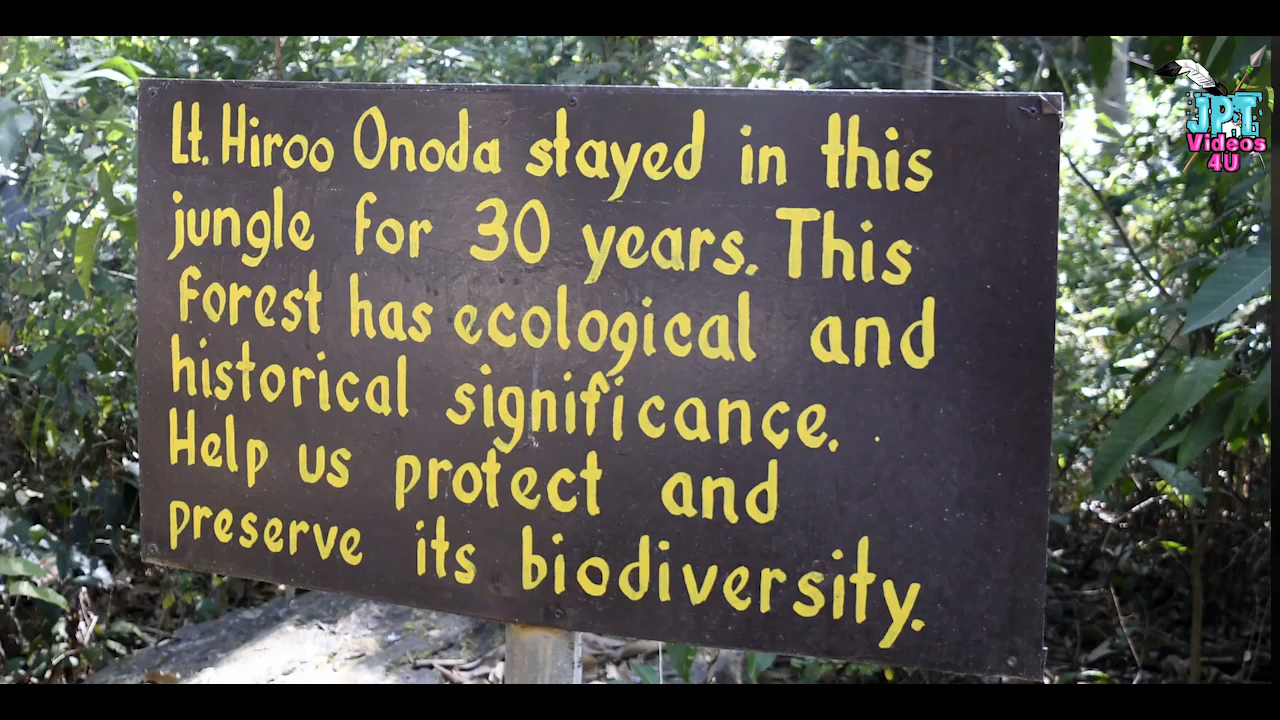 Lt. Hiroo Onoda stayed in this
jungle for 30 years. This
forest has ecological and
historical significance.
Help us protect and
preserve its biodiversity.
JPT
Videos
4U